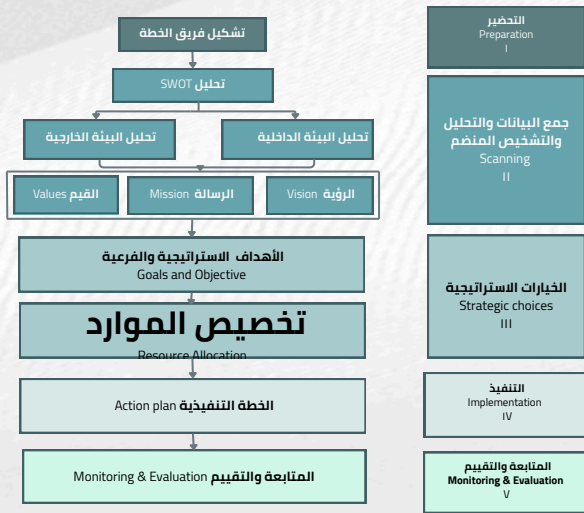 تشكيل فريق الخطة
تحليل SWOT
تحليل البيئة الداخلية
تحليل البيئة الخارجية
الرؤية Vision
الرسالة Mission
القيم Values
الأهداف الاستراتيجية والفرعية
Goals and Objective
تخصيص الموارد
Resource Allocation
الخطة التنفيذية Action plan
المتابعة والتقييم Monitoring & Evaluation
التحضير
Preparation
I
جمع البيانات والتحليل
والتشخيص المنضم
Scanning
II
الخيارات الاستراتيجية
Strategic choices
III
التنفيذ
Implementation
IV
المتابعة والتقييم
Monitoring & Evaluation
V